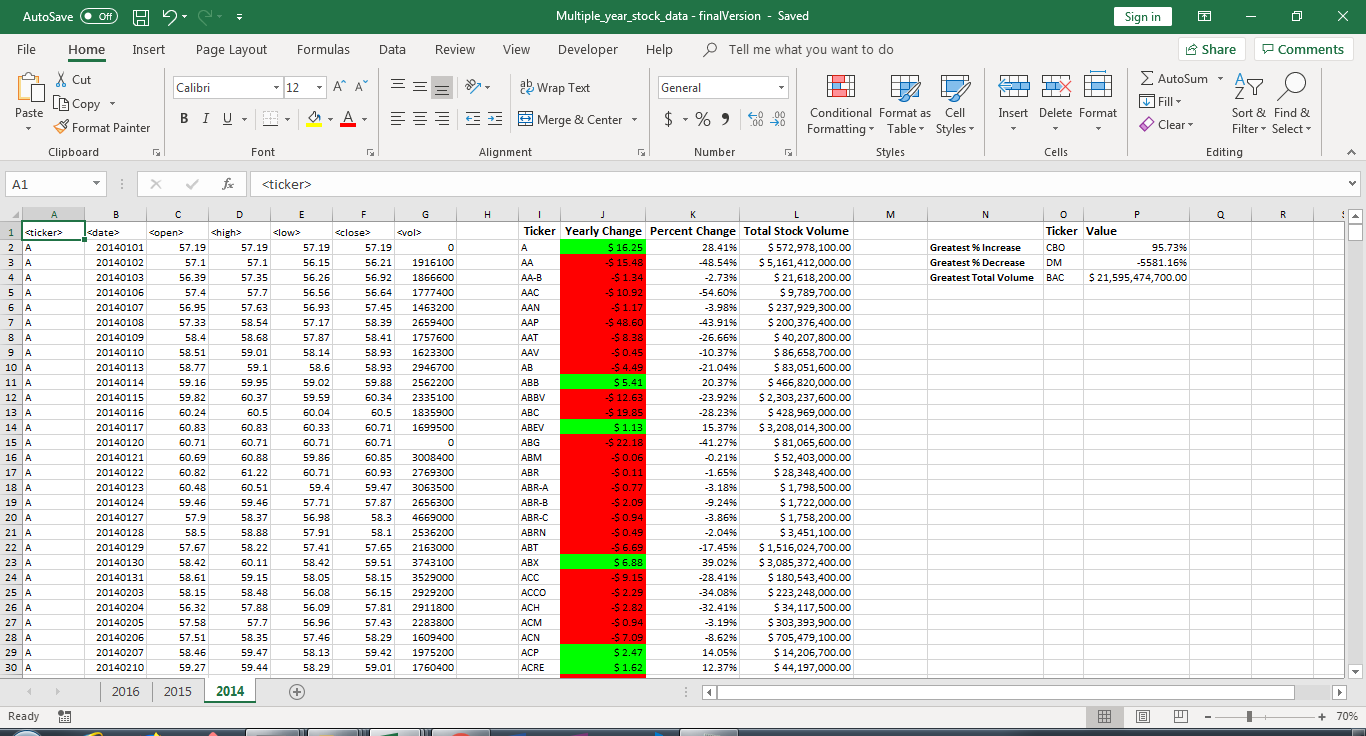 AutoSave Off Multiple_year_stock_data - finalVersion - Saved Sign in
File Home Insert Page Layout Formulas Data Review View Developer Help Tell me what you want to do Share Comments
Paste Cut Copy Format Painter Clipboard
Calibri 12 A A B I U A Font
Wrap Text Merge & Center Alignment
General $ % Number
Conditional Formatting Format as Table Cell Styles Styles
Insert Delete Format Cells
AutoSum Fill Clear Sort & Filter Find & Select Editing
A1 fx <ticker>
A B C D E F G H I J K L M N O P Q R
1 <ticker> <date> <open> <high> <low> <close> <vol> Ticker Yearly Change Percent Change Total Stock Volume Ticker Value
2 A 20140101 57.19 57.19 57.19 57.19 0 A $ 16.25 28.41% $ 572,978,100.00 Greatest % Increase CBO 95.73%
3 A 20140102 57.1 57.1 56.15 56.21 1916100 AA -$ 15.48 -48.54% $ 5,161,412,000.00 Greatest % Decrease DM -5581.16%
4 A 20140103 56.39 57.35 56.26 56.92 1866600 AA-B -$ 1.34 -2.73% $ 21,618,200.00 Greatest Total Volume BAC $ 21,595,474,700.00
5 A 20140106 57.4 57.7 56.56 56.64 1777400 AAC -$ 10.92 -54.60% $ 9,789,700.00
6 A 20140107 56.95 57.63 56.93 57.45 1463200 AAN -$ 1.17 -3.98% $ 237,929,300.00
7 A 20140108 57.33 58.54 57.17 58.39 2659400 AAP -$ 48.60 -43.91% $ 200,376,400.00
8 A 20140109 58.4 58.68 57.87 58.41 1757600 AAT -$ 8.38 -26.66% $ 40,207,800.00
9 A 20140110 58.51 59.01 58.14 58.93 1623300 AAV -$ 0.45 -10.37% $ 86,658,700.00
10 A 20140113 58.77 59.1 58.6 58.93 2946700 AB -$ 4.49 -21.04% $ 83,051,600.00
11 A 20140114 59.16 59.95 59.02 59.88 2562200 ABB $ 5.41 20.37% $ 466,820,000.00
12 A 20140115 59.82 60.37 59.59 60.34 2335100 ABBV -$ 12.63 -23.92% $ 2,303,237,600.00
13 A 20140116 60.24 60.5 60.04 60.5 1835900 ABC -$ 19.85 -28.23% $ 428,969,000.00
14 A 20140117 60.83 60.83 60.33 60.71 1699500 ABEV $ 1.13 15.37% $ 3,208,014,300.00
15 A 20140120 60.71 60.71 60.71 60.71 0 ABG -$ 22.18 -41.27% $ 81,065,600.00
16 A 20140121 60.69 60.88 59.86 60.85 3008400 ABM -$ 0.06 -0.21% $ 52,403,000.00
17 A 20140122 60.82 61.22 60.71 60.93 2769300 ABR -$ 0.11 -1.65% $ 28,348,400.00
18 A 20140123 60.48 60.51 59.4 59.47 3063500 ABR-A -$ 0.77 -3.18% $ 1,798,500.00
19 A 20140124 59.46 59.46 57.71 57.87 2656300 ABR-B -$ 2.09 -9.24% $ 1,722,000.00
20 A 20140127 57.9 58.37 56.98 58.3 4669000 ABR-C -$ 0.94 -3.86% $ 1,758,200.00
21 A 20140128 58.5 58.88 57.91 58.1 2536200 ABRN -$ 0.49 -2.04% $ 3,451,100.00
22 A 20140129 57.67 58.22 57.41 57.65 2163000 ABT -$ 6.69 -17.45% $ 1,516,024,700.00
23 A 20140130 58.42 60.11 58.42 59.51 3743100 ABX $ 6.88 39.02% $ 3,085,372,400.00
24 A 20140131 58.61 59.15 58.05 58.15 3529000 ACC -$ 9.15 -28.41% $ 180,543,400.00
25 A 20140203 58.15 58.48 56.08 56.15 2929200 ACCO -$ 2.29 -34.08% $ 223,248,000.00
26 A 20140204 56.32 57.88 56.09 57.81 2911800 ACH -$ 2.82 -32.41% $ 34,117,500.00
27 A 20140205 57.58 57.7 56.96 57.43 2283800 ACM -$ 0.94 -3.19% $ 303,393,900.00
28 A 20140206 57.51 58.35 57.46 58.29 1609400 ACN -$ 7.09 -8.62% $ 705,479,100.00
29 A 20140207 58.46 59.47 58.13 59.42 1975200 ACP $ 2.47 14.05% $ 14,206,700.00
30 A 20140210 59.27 59.44 58.29 59.01 1760400 ACRE $ 1.62 12.37% $ 44,197,000.00
2016 2015 2014
Ready 70%